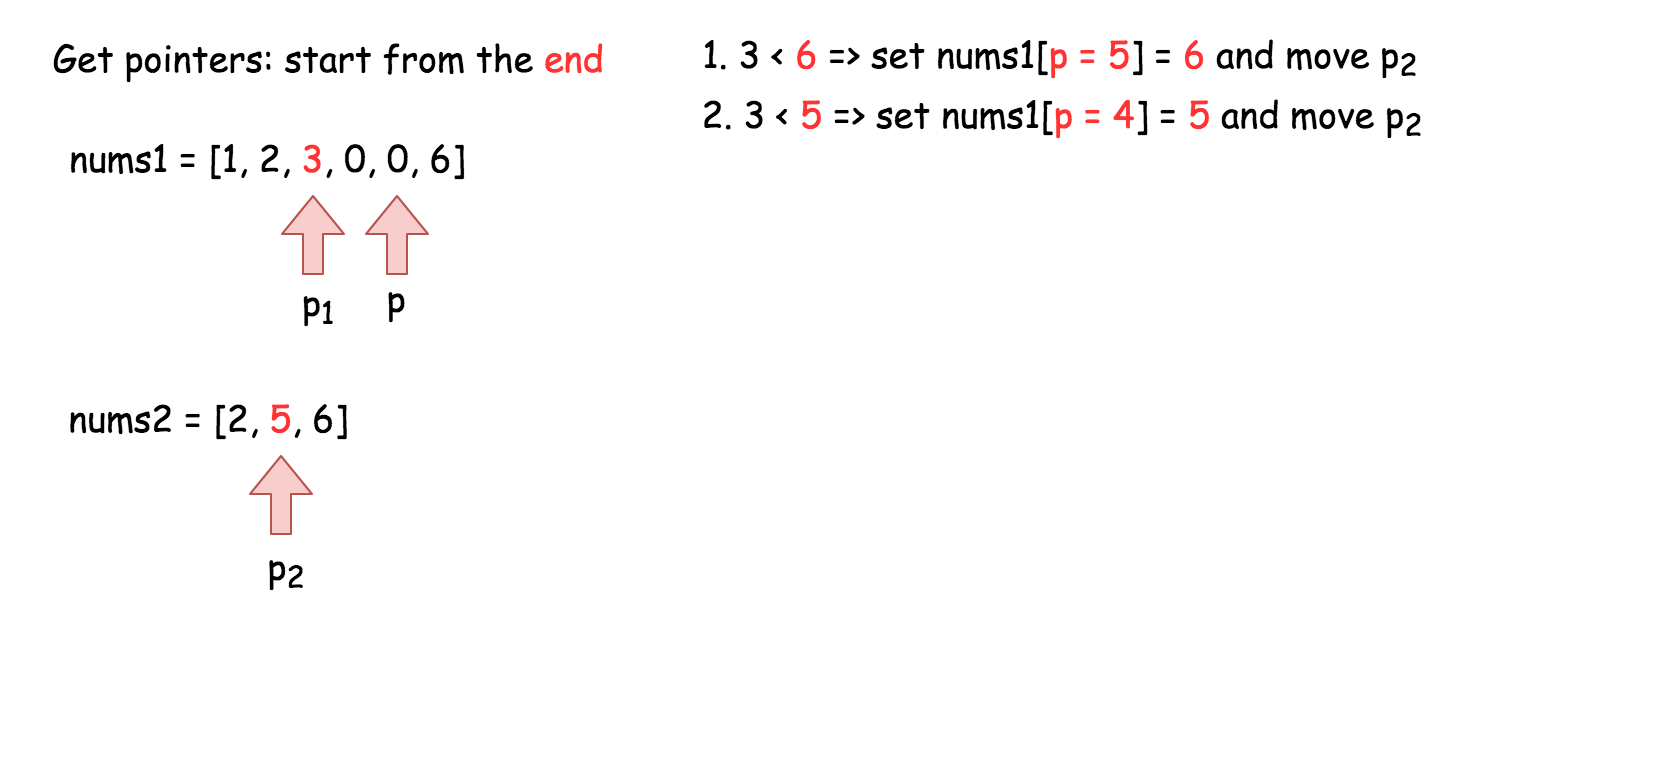 Get pointers: start from the end
nums1 = [1, 2, 3, 0, 0, 6]
p1 p
nums2 = [2, 5, 6]
p2
1. 3 < 6 => set nums1[p = 5] = 6 and move p2
2. 3 < 5 => set nums1[p = 4] = 5 and move p2